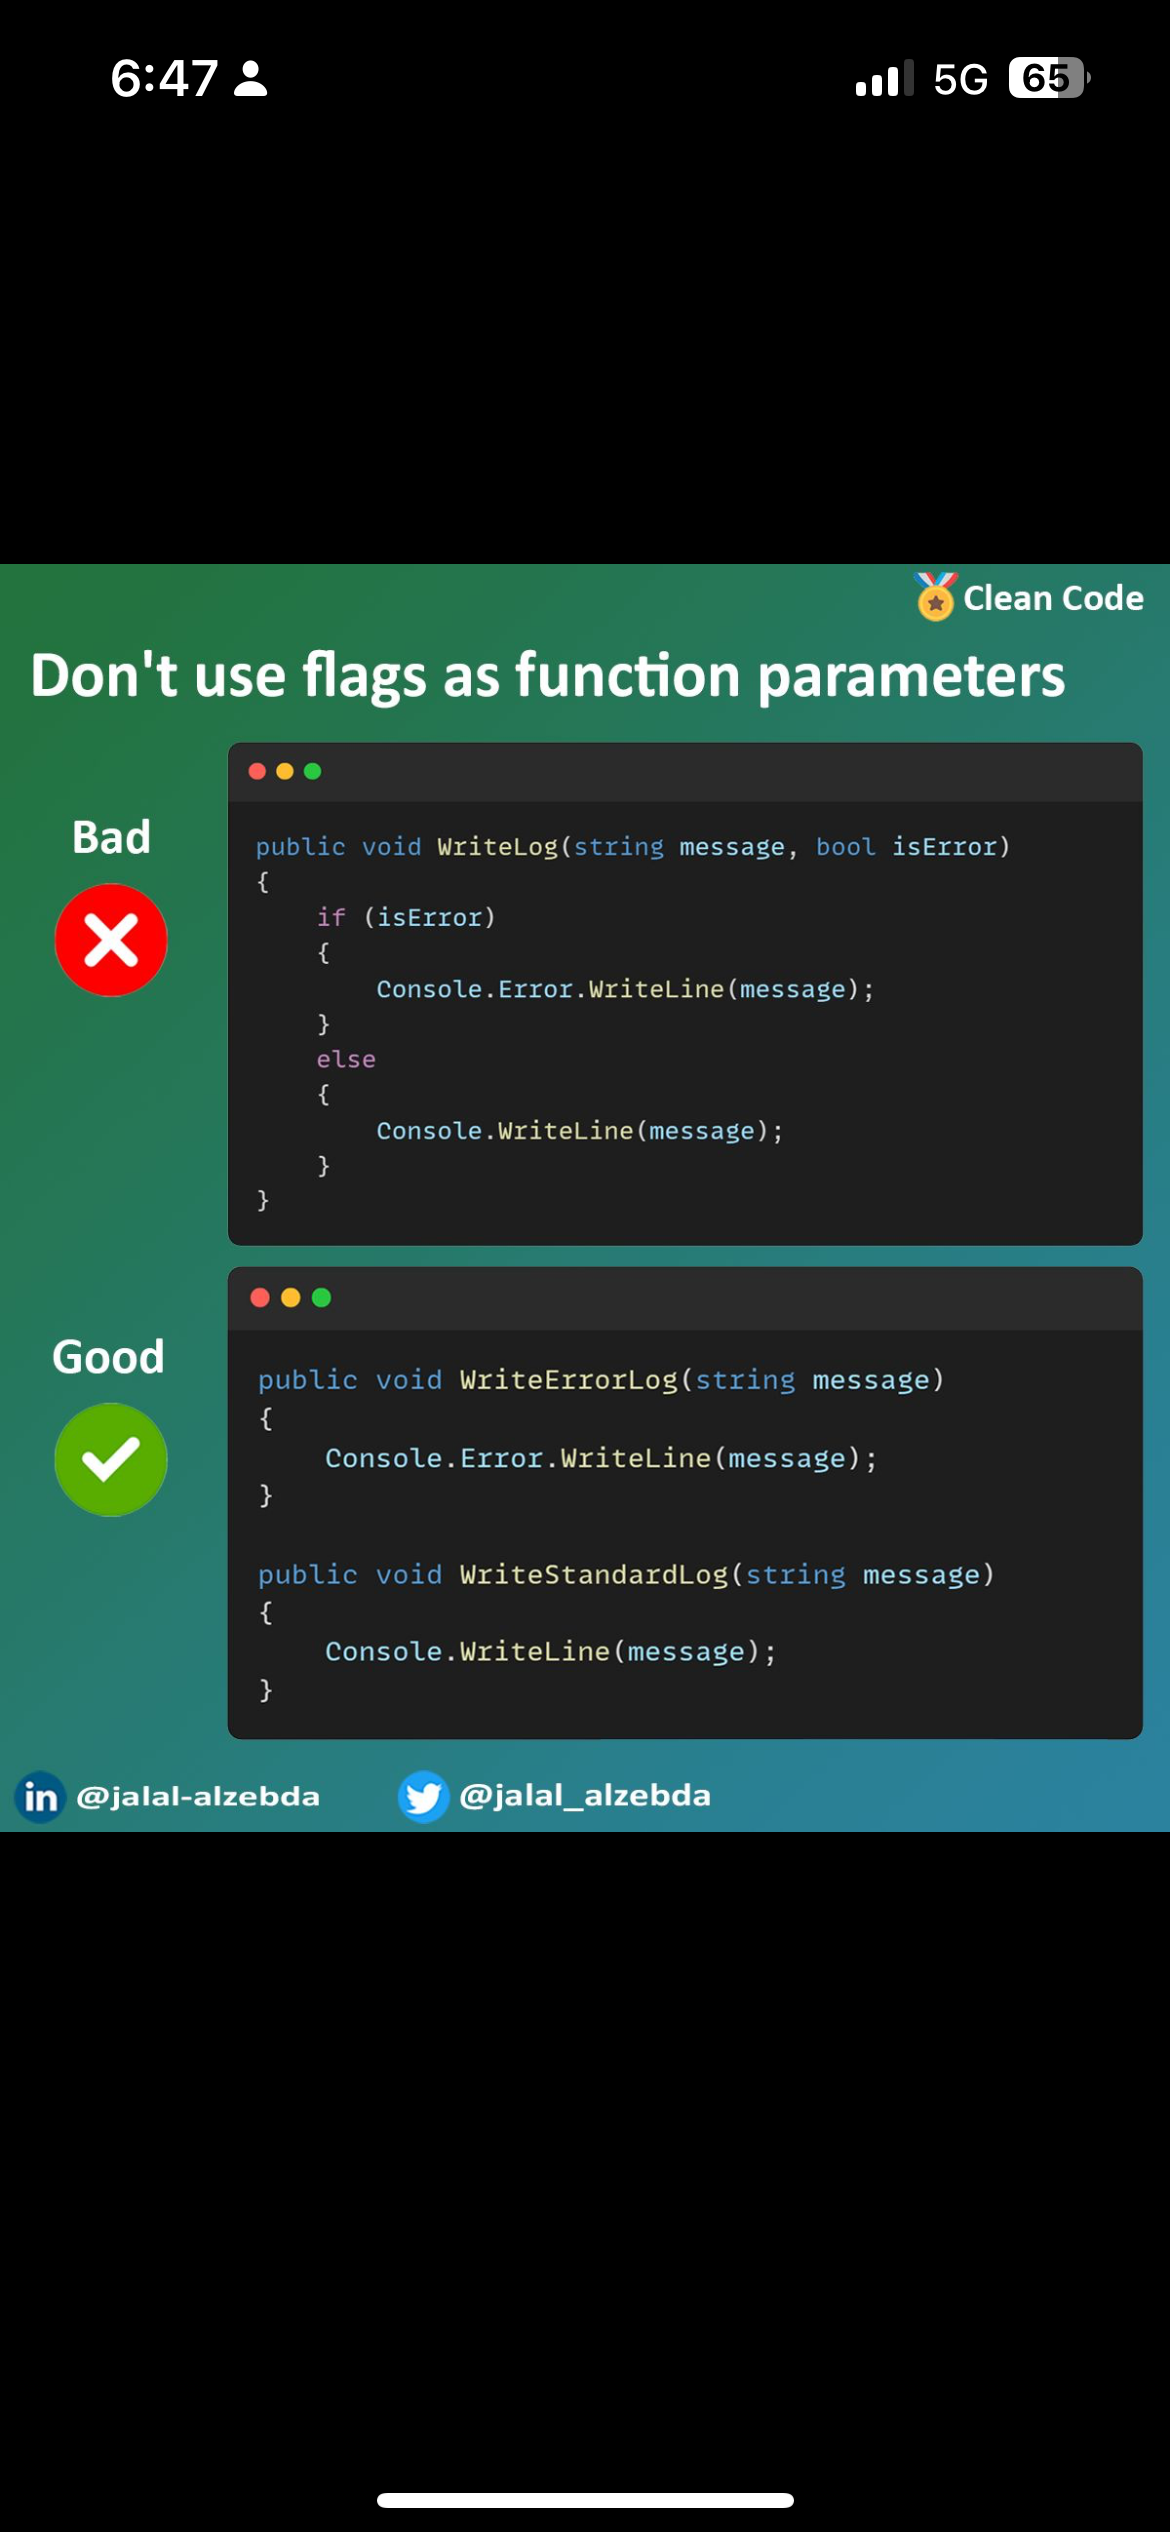 6:47
5G 65
Clean Code
Don't use flags as function parameters
Bad
public void WriteLog(string message, bool isError)
{
    if (isError)
    {
        Console.Error.WriteLine(message);
    }
    else
    {
        Console.WriteLine(message);
    }
}
Good
public void WriteErrorLog(string message)
{
    Console.Error.WriteLine(message);
}
public void WriteStandardLog(string message)
{
    Console.WriteLine(message);
}
in @jalal-alzebda @jalal_alzebda